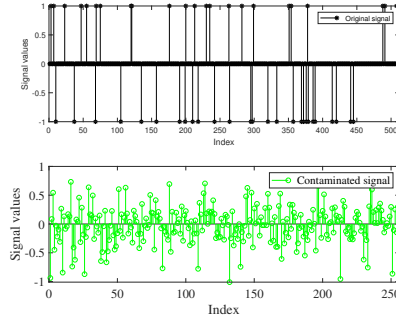 1
Original signal
0.5
0
-0.5
-1
Signal values
0 50 100 150 200 250 300 350 400 450 500
Index
1
Contaminated signal
0.5
0
-0.5
-1
Signal values
0 50 100 150 200 250
Index